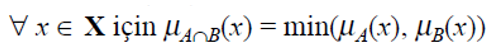 ∀ x ∈ X için μ_{A∩B}(x) = min(μ_A(x), μ_B(x))